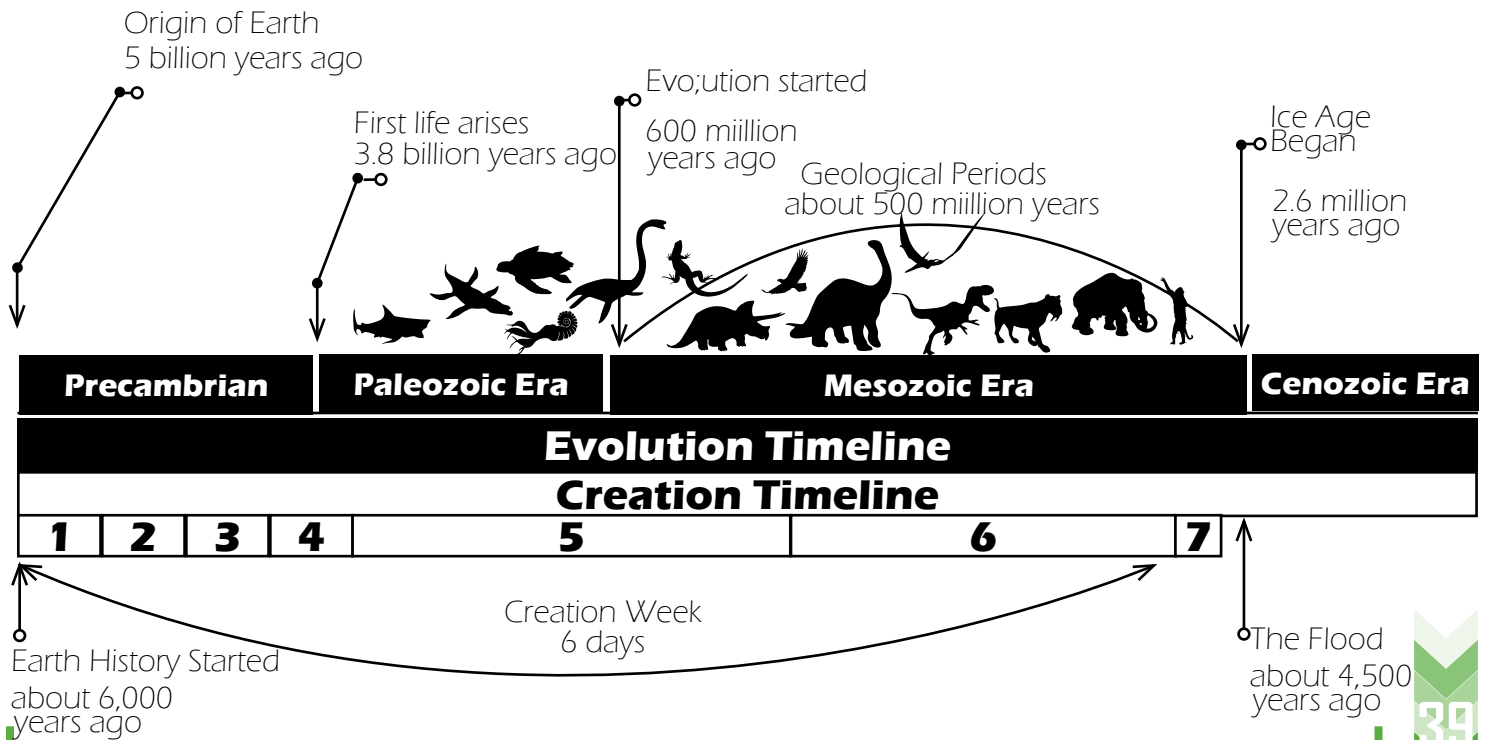 Origin of Earth
5 billion years ago
First life arises
3.8 billion years ago
Evo;ution started
600 miillion
years ago
Geological Periods
about 500 miillion years
Ice Age
Began
2.6 million
years ago
Precambrian
Paleozoic Era
Mesozoic Era
Cenozoic Era
Evolution Timeline
Creation Timeline
1 2 3 4 5 6 7
Creation Week
6 days
Earth History Started
about 6,000
years ago
The Flood
about 4,500
years ago
39